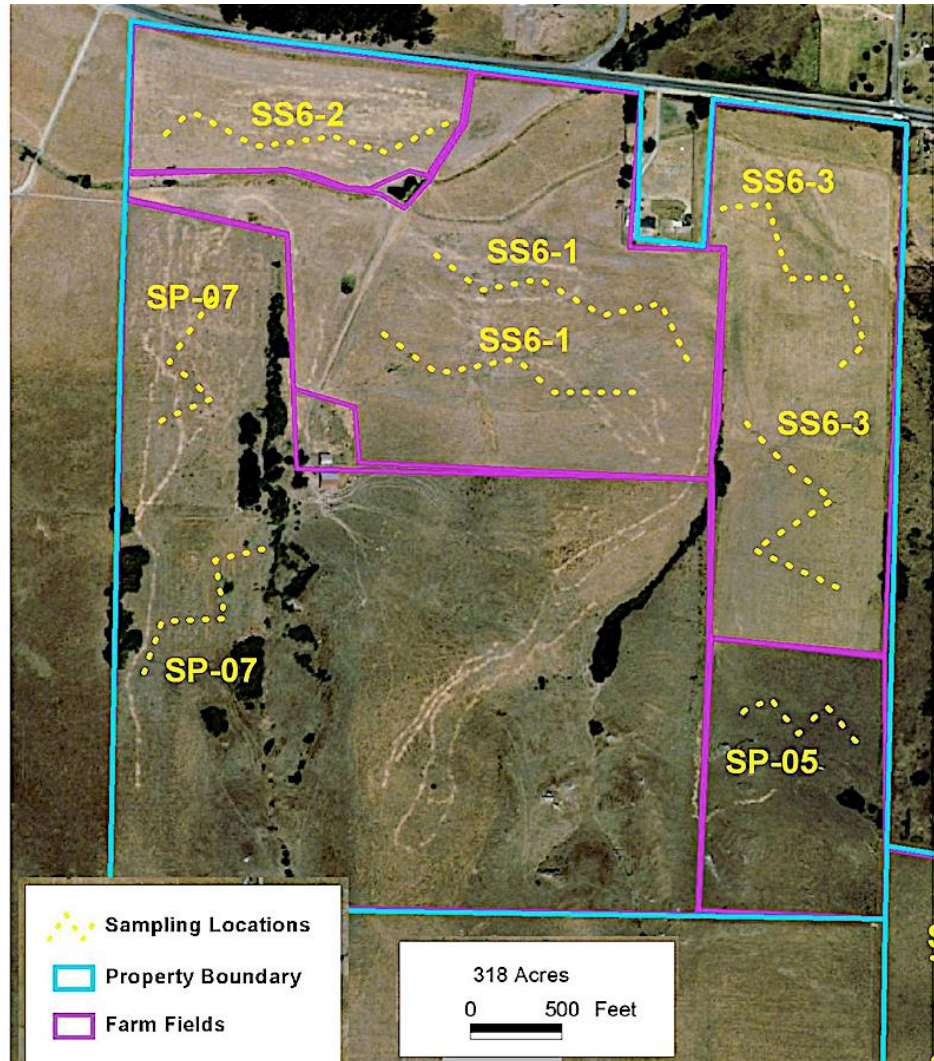 SS6-2
SS6-3
SS6-1
SP-07
SS6-1
SS6-3
SP-07
SP-05
Sampling Locations
Property Boundary
Farm Fields
318 Acres
0 500 Feet